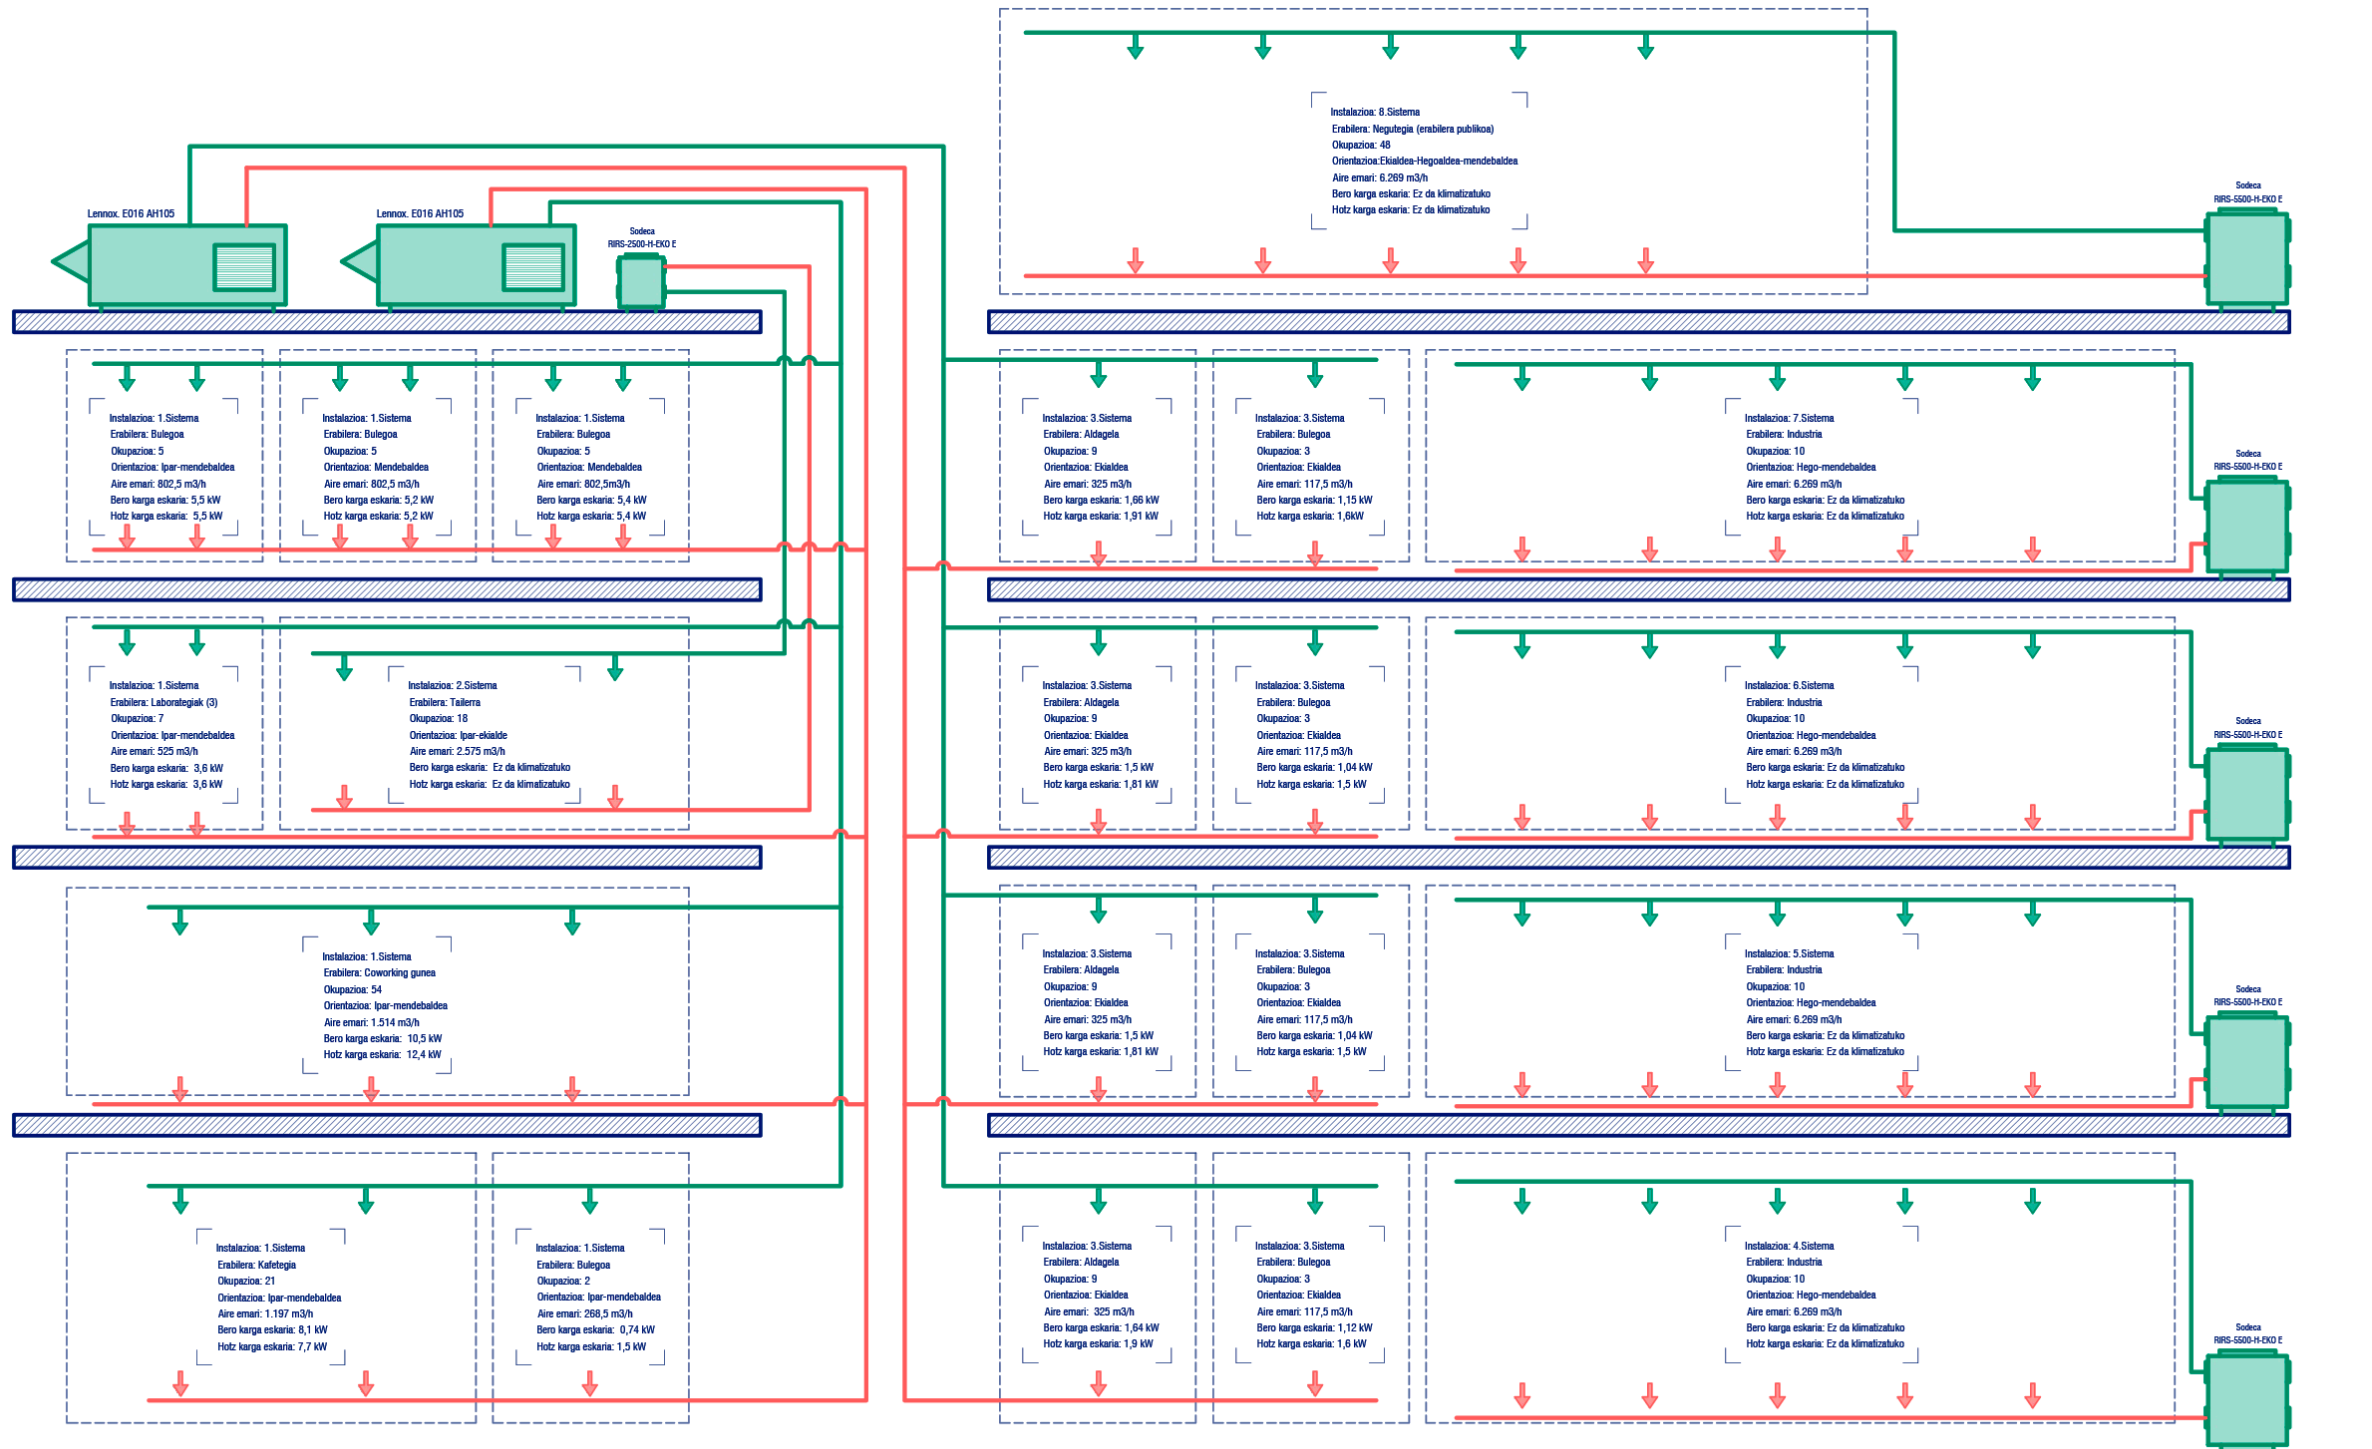 Instalazioa: 8.Sistema
Erabilera: Negutegia (erabilera publikoa)
Okupazioa: 48
Orientazioa:Ekialdea-Hegoaldea-mendebaldea
Aire emari: 6.269 m3/h
Bero karga eskaria: Ez da klimatizatuko
Hotz karga eskaria: Ez da klimatizatuko
Sodeca
RIRS-5500-H-EKO E
Lennox. E016 AH105
Lennox. E016 AH105
Sodeca
RIRS-2500-H-EKO E
Instalazioa: 1.Sistema
Erabilera: Bulegoa
Okupazioa: 5
Orientazioa: Ipar-mendebaldea
Aire emari: 802,5 m3/h
Bero karga eskaria: 5,5 kW
Hotz karga eskaria:  5,5 kW
Instalazioa: 1.Sistema
Erabilera: Bulegoa
Okupazioa: 5
Orientazioa: Mendebaldea
Aire emari: 802,5 m3/h
Bero karga eskaria: 5,2 kW
Hotz karga eskaria: 5,2 kW
Instalazioa: 1.Sistema
Erabilera: Bulegoa
Okupazioa: 5
Orientazioa: Mendebaldea
Aire emari: 802,5m3/h
Bero karga eskaria: 5,4 kW
Hotz karga eskaria: 5,4 kW
Instalazioa: 3.Sistema
Erabilera: Aldagela
Okupazioa: 9
Orientazioa: Ekialdea
Aire emari: 325 m3/h
Bero karga eskaria: 1,66 kW
Hotz karga eskaria: 1,91 kW
Instalazioa: 3.Sistema
Erabilera: Bulegoa
Okupazioa: 3
Orientazioa: Ekialdea
Aire emari: 117,5 m3/h
Bero karga eskaria: 1,15 kW
Hotz karga eskaria: 1,6kW
Instalazioa: 7.Sistema
Erabilera: Industria
Okupazioa: 10
Orientazioa: Hego-mendebaldea
Aire emari: 6.269 m3/h
Bero karga eskaria: Ez da klimatizatuko
Hotz karga eskaria: Ez da klimatizatuko
Sodeca
RIRS-5500-H-EKO E
Instalazioa: 1.Sistema
Erabilera: Laborategiak (3)
Okupazioa: 7
Orientazioa: Ipar-mendebaldea
Aire emari: 525 m3/h
Bero karga eskaria:  3,6 kW
Hotz karga eskaria:  3,6 kW
Instalazioa: 2.Sistema
Erabilera: Tailerra
Okupazioa: 18
Orientazioa: Ipar-ekialde
Aire emari: 2.575 m3/h
Bero karga eskaria:  Ez da klimatizatuko
Hotz karga eskaria:  Ez da klimatizatuko
Instalazioa: 3.Sistema
Erabilera: Aldagela
Okupazioa: 9
Orientazioa: Ekialdea
Aire emari: 325 m3/h
Bero karga eskaria: 1,5 kW
Hotz karga eskaria: 1,81 kW
Instalazioa: 3.Sistema
Erabilera: Bulegoa
Okupazioa: 3
Orientazioa: Ekialdea
Aire emari: 117,5 m3/h
Bero karga eskaria: 1,04 kW
Hotz karga eskaria: 1,5 kW
Instalazioa: 6.Sistema
Erabilera: Industria
Okupazioa: 10
Orientazioa: Hego-mendebaldea
Aire emari: 6.269 m3/h
Bero karga eskaria: Ez da klimatizatuko
Hotz karga eskaria: Ez da klimatizatuko
Sodeca
RIRS-5500-H-EKO E
Instalazioa: 1.Sistema
Erabilera: Coworking gunea
Okupazioa: 54
Orientazioa: Ipar-mendebaldea
Aire emari: 1.514 m3/h
Bero karga eskaria:  10,5 kW
Hotz karga eskaria:  12,4 kW
Instalazioa: 3.Sistema
Erabilera: Aldagela
Okupazioa: 9
Orientazioa: Ekialdea
Aire emari: 325 m3/h
Bero karga eskaria: 1,5 kW
Hotz karga eskaria: 1,81 kW
Instalazioa: 3.Sistema
Erabilera: Bulegoa
Okupazioa: 3
Orientazioa: Ekialdea
Aire emari: 117,5 m3/h
Bero karga eskaria: 1,04 kW
Hotz karga eskaria: 1,5 kW
Instalazioa: 5.Sistema
Erabilera: Industria
Okupazioa: 10
Orientazioa: Hego-mendebaldea
Aire emari: 6.269 m3/h
Bero karga eskaria: Ez da klimatizatuko
Hotz karga eskaria: Ez da klimatizatuko
Sodeca
RIRS-5500-H-EKO E
Instalazioa: 1.Sistema
Erabilera: Kafetegia
Okupazioa: 21
Orientazioa: Ipar-mendebaldea
Aire emari: 1.197 m3/h
Bero karga eskaria: 8,1 kW
Hotz karga eskaria: 7,7 kW
Instalazioa: 1.Sistema
Erabilera: Bulegoa
Okupazioa: 2
Orientazioa: Ipar-mendebaldea
Aire emari: 268,5 m3/h
Bero karga eskaria:  0,74 kW
Hotz karga eskaria:  1,5 kW
Instalazioa: 3.Sistema
Erabilera: Aldagela
Okupazioa: 9
Orientazioa: Ekialdea
Aire emari:  325 m3/h
Bero karga eskaria: 1,64 kW
Hotz karga eskaria: 1,9 kW
Instalazioa: 3.Sistema
Erabilera: Bulegoa
Okupazioa: 3
Orientazioa: Ekialdea
Aire emari: 117,5 m3/h
Bero karga eskaria: 1,12 kW
Hotz karga eskaria: 1,6 kW
Instalazioa: 4.Sistema
Erabilera: Industria
Okupazioa: 10
Orientazioa: Hego-mendebaldea
Aire emari: 6.269 m3/h
Bero karga eskaria: Ez da klimatizatuko
Hotz karga eskaria: Ez da klimatizatuko
Sodeca
RIRS-5500-H-EKO E